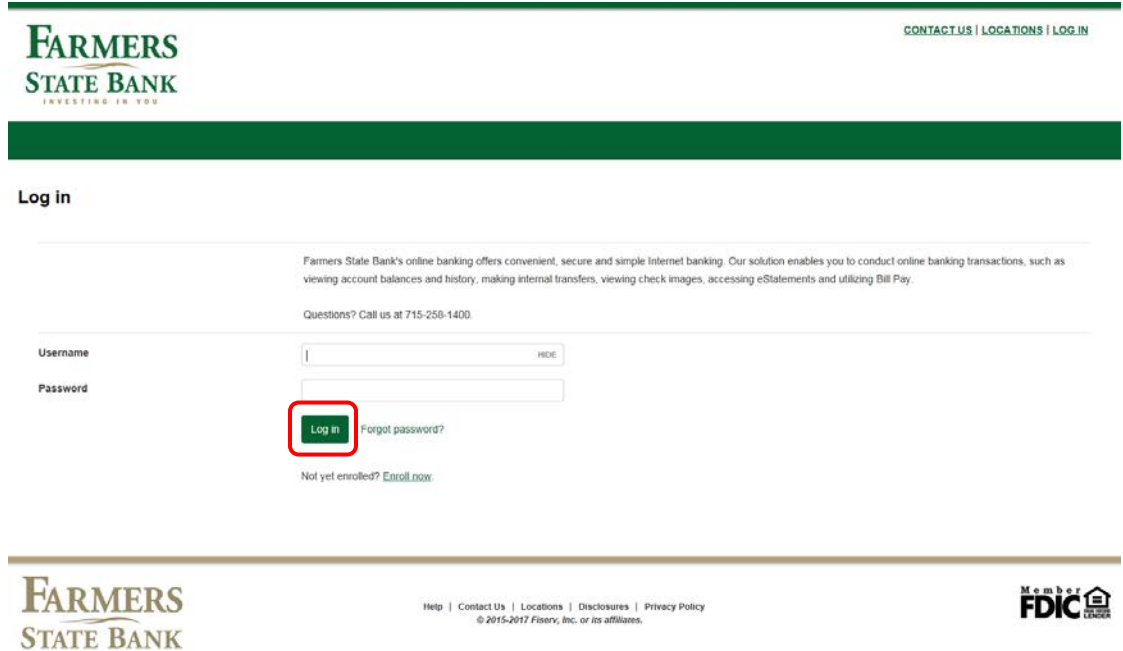 FARMERS
STATE BANK
INVESTING IN YOU
CONTACT US | LOCATIONS | LOG IN
Log in
Farmers State Bank's online banking offers convenient, secure and simple Internet banking. Our solution enables you to conduct online banking transactions, such as
viewing account balances and history, making internal transfers, viewing check images, accessing eStatements and utilizing Bill Pay.
Questions? Call us at 715-258-1400.
Username
HIDE
Password
Log in Forgot password?
Not yet enrolled? Enroll now.
FARMERS
STATE BANK
Help | Contact Us | Locations | Disclosures | Privacy Policy
© 2015-2017 Fiserv, Inc. or its affiliates.
Member
FDIC
EQUAL HOUSING
LENDER